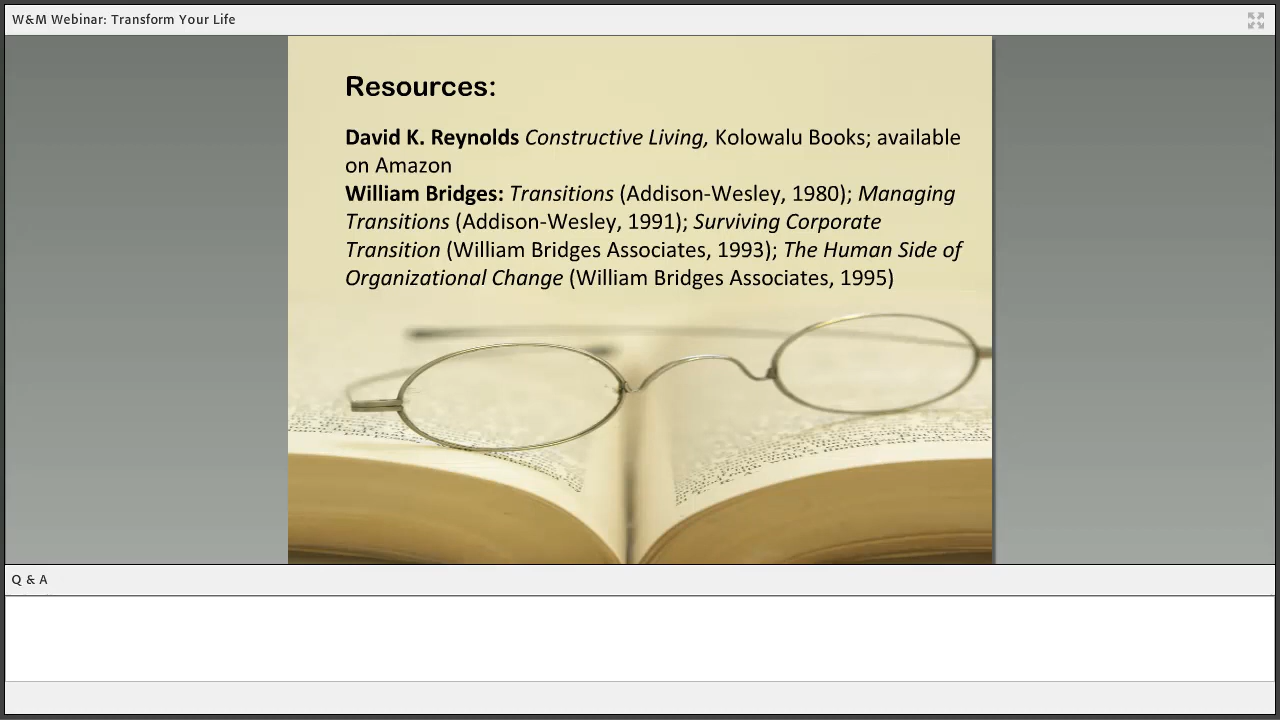 W&M Webinar: Transform Your Life
Resources:
David K. Reynolds Constructive Living, Kolowalu Books; available
on Amazon
William Bridges: Transitions (Addison-Wesley, 1980); Managing
Transitions (Addison-Wesley, 1991); Surviving Corporate
Transition (William Bridges Associates, 1993); The Human Side of
Organizational Change (William Bridges Associates, 1995)
Q & A